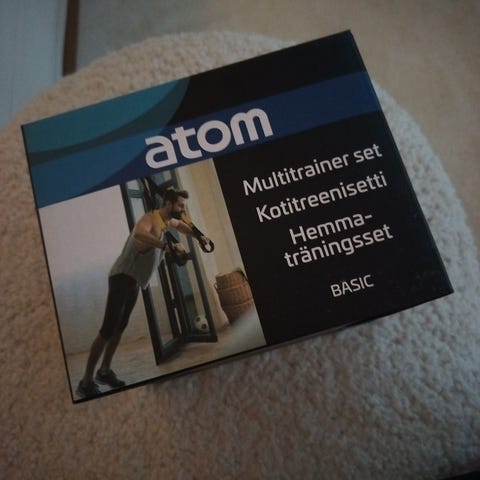 atom
Multitrainer set
Kotitreenisetti
Hemma-
träningsset
BASIC